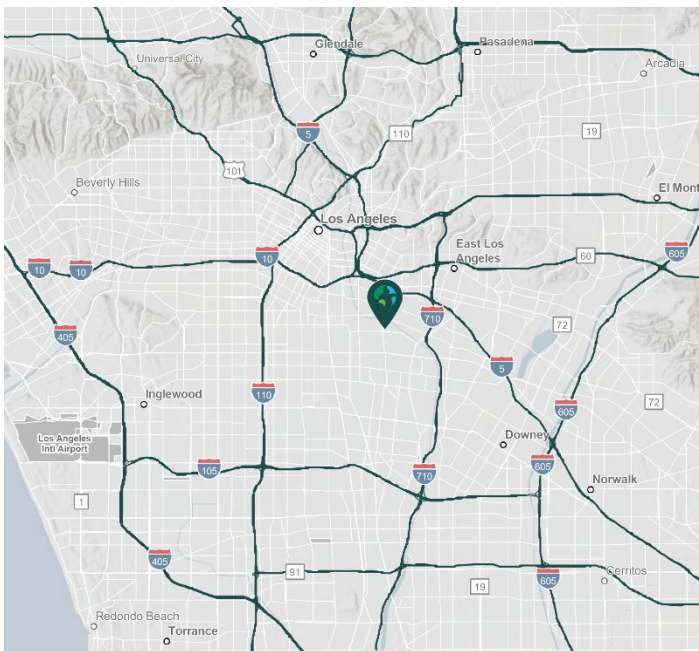 Glendale
Pasadena
Universal City
Arcadia
5
110
19
101
Beverly Hills
El Mont
Los Angeles
East Los
Angeles
10
60
605
10
10
710
405
72
5
110
Inglewood
72
605
Los Angeles
Intl Airport
Downey
105
710
605
Norwalk
1
405
91
19
605
Cerritos
Redondo Beach
Torrance